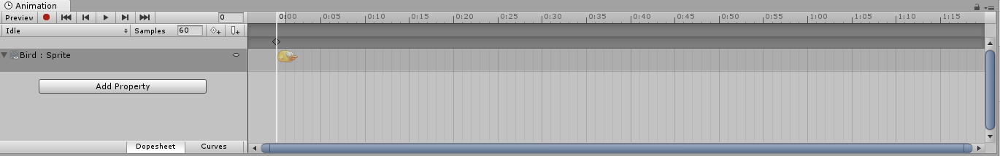 Animation
Preview 0 0:00 0:05 0:10 0:15 0:20 0:25 0:30 0:35 0:40 0:45 0:50 0:55 1:00 1:05 1:10 1:15
Idle Samples 60
Bird : Sprite
Add Property
Dopesheet Curves